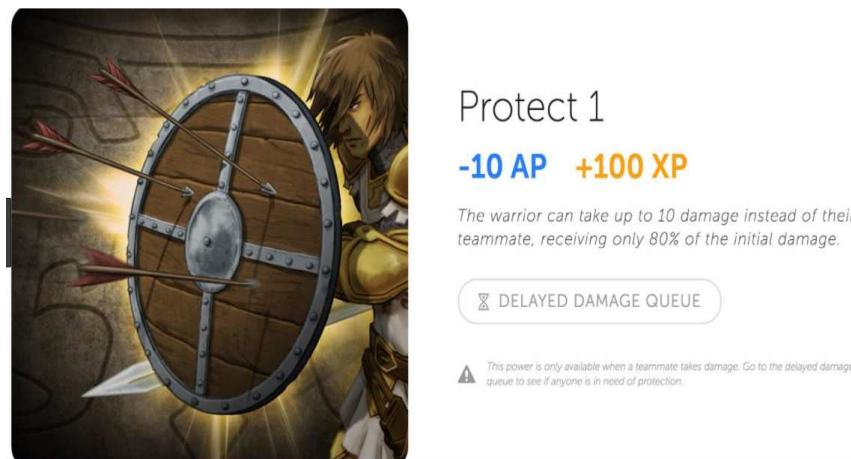 Protect 1
-10 AP +100 XP
The warrior can take up to 10 damage instead of their
teammate, receiving only 80% of the initial damage.
DELAYED DAMAGE QUEUE
This power is only available when a teammate takes damage. Go to the delayed damage
queue to see if anyone is in need of protection.